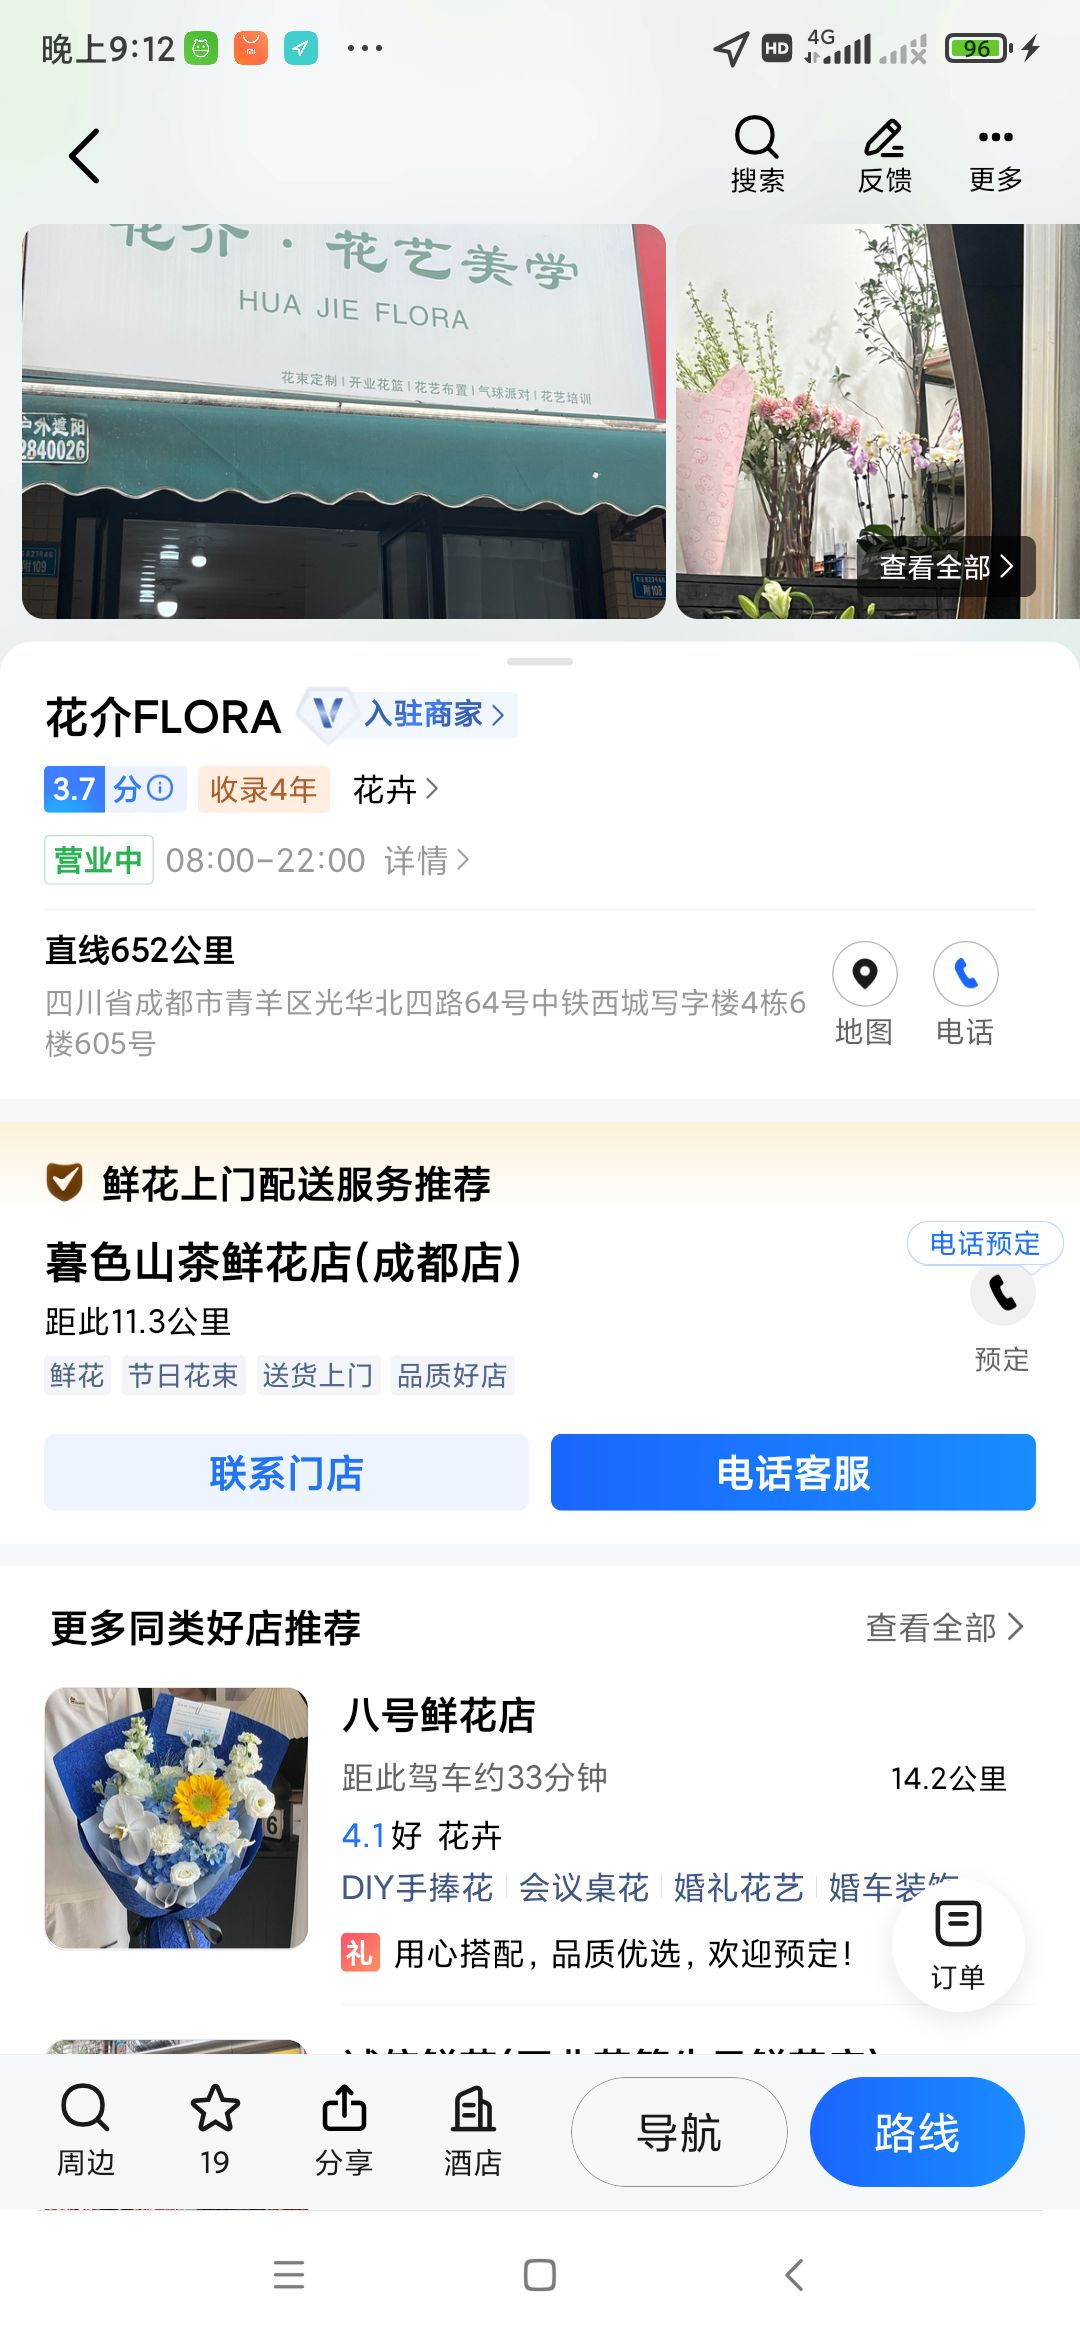 晚上9:12
HD 4G 96
搜索 反馈 更多
花介·花艺美学
HUA JIE FLORA
花束定制|开业花篮|花艺布置|气球派对|花艺培训
户外遮阳
2840026
附109
附108
查看全部
花介FLORA 入驻商家
3.7分 收录4年 花卉
营业中 08:00-22:00 详情
直线652公里
四川省成都市青羊区光华北四路64号中铁西城写字楼4栋6
楼605号
地图 电话
鲜花上门配送服务推荐
暮色山茶鲜花店(成都店)
电话预定
距此11.3公里
预定
鲜花 节日花束 送货上门 品质好店
联系门店 电话客服
更多同类好店推荐 查看全部
八号鲜花店
距此驾车约33分钟 14.2公里
4.1好 花卉
DIY手捧花 会议桌花 婚礼花艺 婚车装饰
礼 用心搭配，品质优选，欢迎预定！
订单
周边 19 分享 酒店 导航 路线